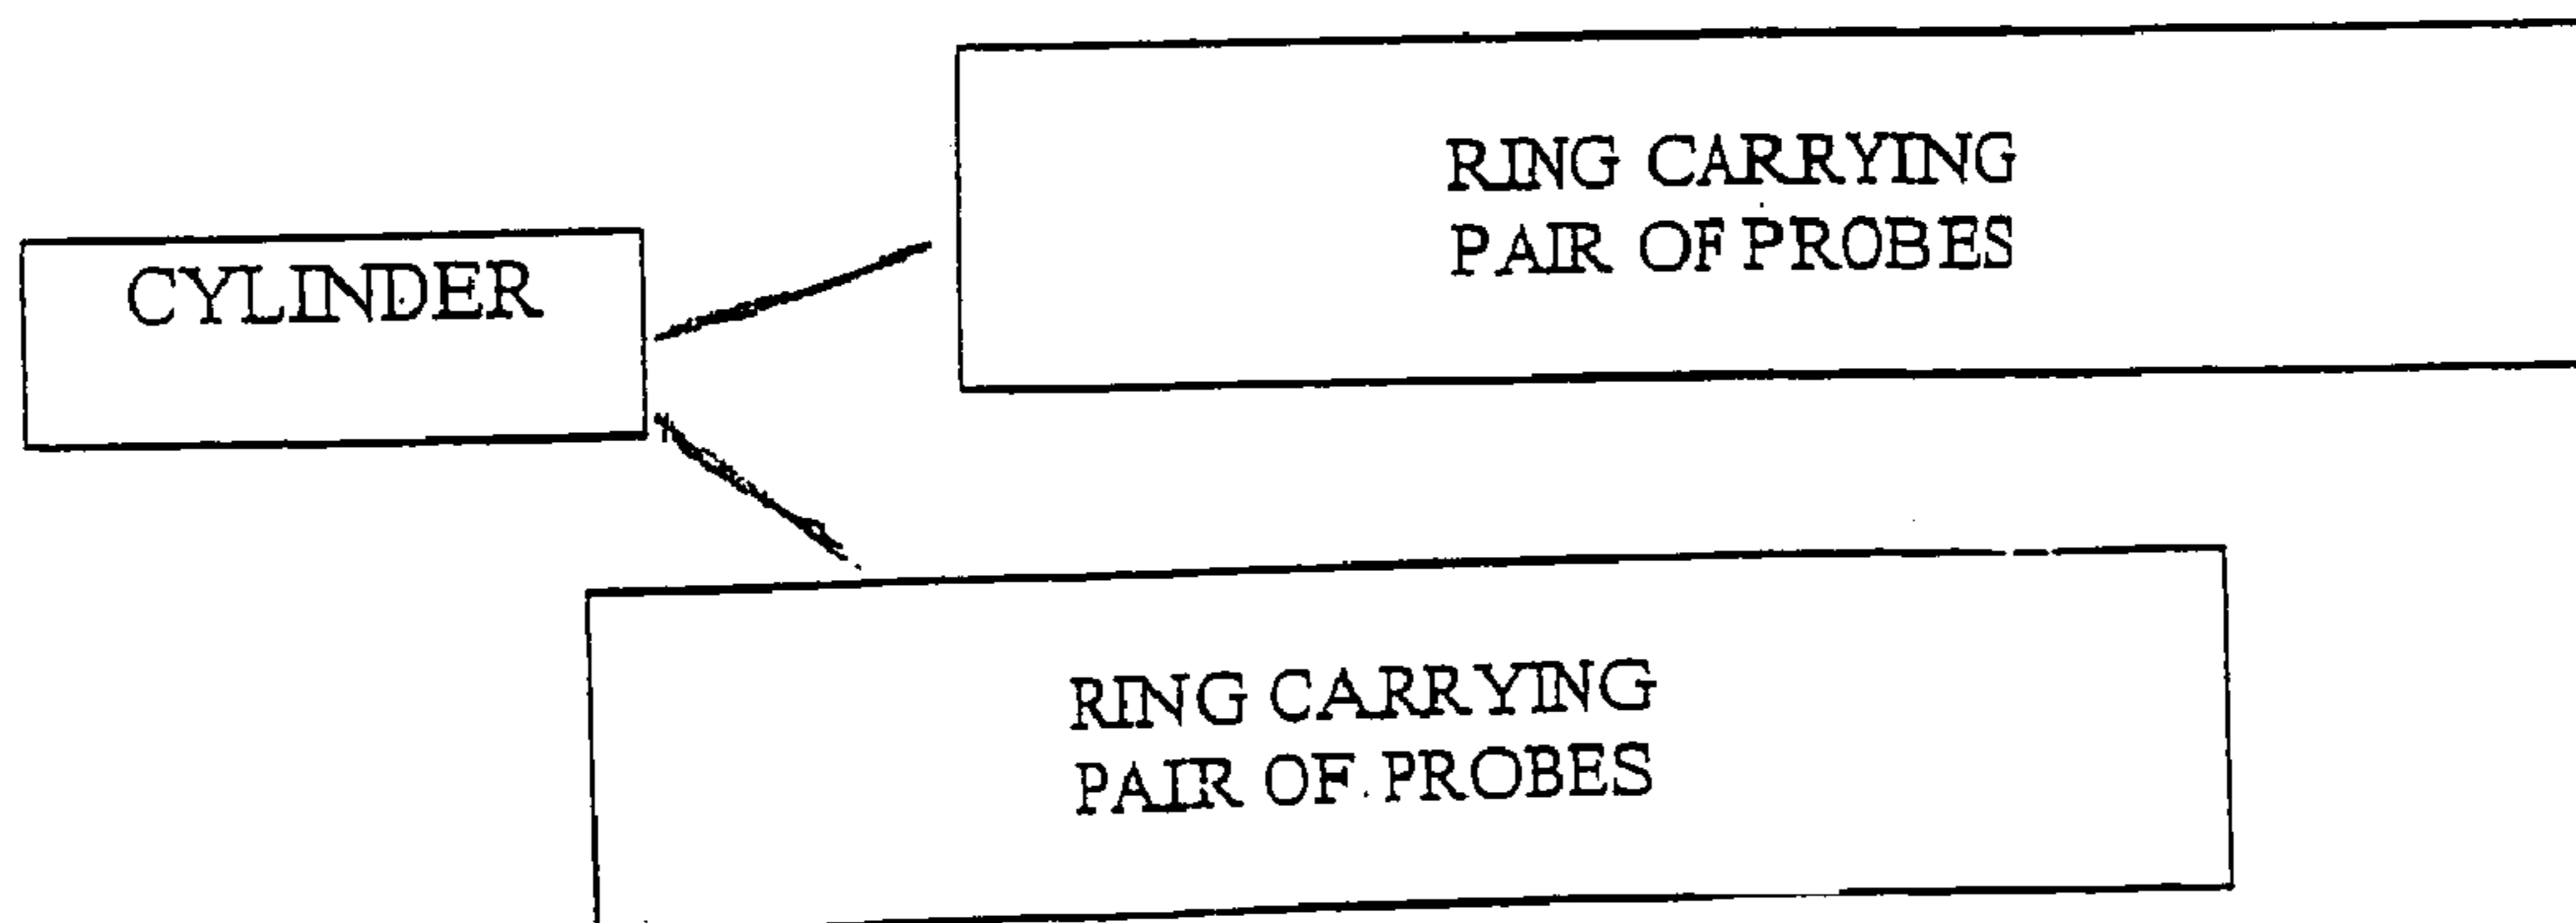 RING CARRYING
PAIR OF PROBES
CYLINDER
RING CARRYING
PAIR OF PROBES